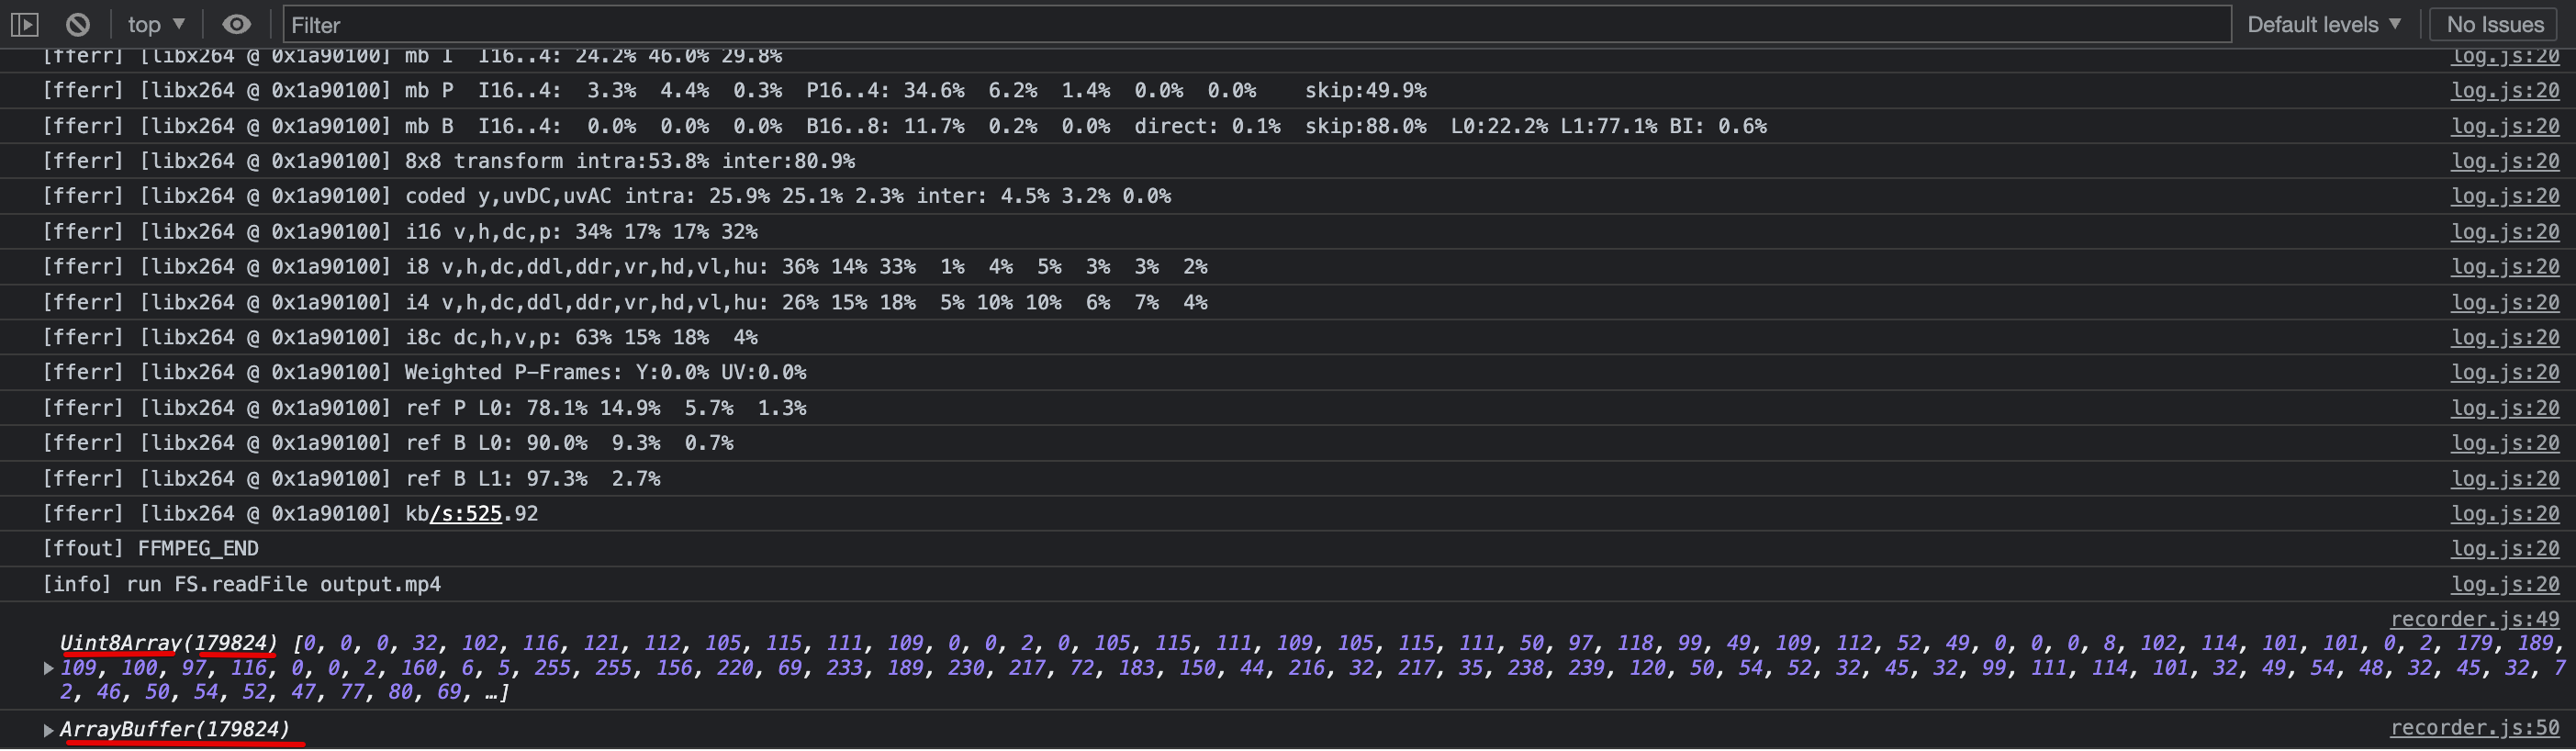 top ▼ Filter Default levels ▼ No Issues
[fferr] [libx264 @ 0x1a90100] mb I  I16..4: 24.2% 46.0% 29.8% log.js:20
[fferr] [libx264 @ 0x1a90100] mb P  I16..4:  3.3%  4.4%  0.3%  P16..4: 34.6%  6.2%  1.4%  0.0%  0.0%    skip:49.9% log.js:20
[fferr] [libx264 @ 0x1a90100] mb B  I16..4:  0.0%  0.0%  0.0%  B16..8: 11.7%  0.2%  0.0%  direct: 0.1%  skip:88.0%  L0:22.2% L1:77.1% BI: 0.6% log.js:20
[fferr] [libx264 @ 0x1a90100] 8x8 transform intra:53.8% inter:80.9% log.js:20
[fferr] [libx264 @ 0x1a90100] coded y,uvDC,uvAC intra: 25.9% 25.1% 2.3% inter: 4.5% 3.2% 0.0% log.js:20
[fferr] [libx264 @ 0x1a90100] i16 v,h,dc,p: 34% 17% 17% 32% log.js:20
[fferr] [libx264 @ 0x1a90100] i8 v,h,dc,ddl,ddr,vr,hd,vl,hu: 36% 14% 33%  1%  4%  5%  3%  3%  2% log.js:20
[fferr] [libx264 @ 0x1a90100] i4 v,h,dc,ddl,ddr,vr,hd,vl,hu: 26% 15% 18%  5% 10% 10%  6%  7%  4% log.js:20
[fferr] [libx264 @ 0x1a90100] i8c dc,h,v,p: 63% 15% 18%  4% log.js:20
[fferr] [libx264 @ 0x1a90100] Weighted P-Frames: Y:0.0% UV:0.0% log.js:20
[fferr] [libx264 @ 0x1a90100] ref P L0: 78.1% 14.9%  5.7%  1.3% log.js:20
[fferr] [libx264 @ 0x1a90100] ref B L0: 90.0%  9.3%  0.7% log.js:20
[fferr] [libx264 @ 0x1a90100] ref B L1: 97.3%  2.7% log.js:20
[fferr] [libx264 @ 0x1a90100] kb/s:525.92 log.js:20
[ffout] FFMPEG_END log.js:20
[info] run FS.readFile output.mp4 log.js:20
recorder.js:49
Uint8Array(179824) [0, 0, 0, 32, 102, 116, 121, 112, 105, 115, 111, 109, 0, 0, 2, 0, 105, 115, 111, 109, 105, 115, 111, 50, 97, 118, 99, 49, 109, 112, 52, 49, 0, 0, 0, 8, 102, 114, 101, 101, 0, 2, 179, 189,
109, 100, 97, 116, 0, 0, 2, 160, 6, 5, 255, 255, 156, 220, 69, 233, 189, 230, 217, 72, 183, 150, 44, 216, 32, 217, 35, 238, 239, 120, 50, 54, 52, 32, 45, 32, 99, 111, 114, 101, 32, 49, 54, 48, 32, 45, 32, 7
2, 46, 50, 54, 52, 47, 77, 80, 69, …]
ArrayBuffer(179824) recorder.js:50